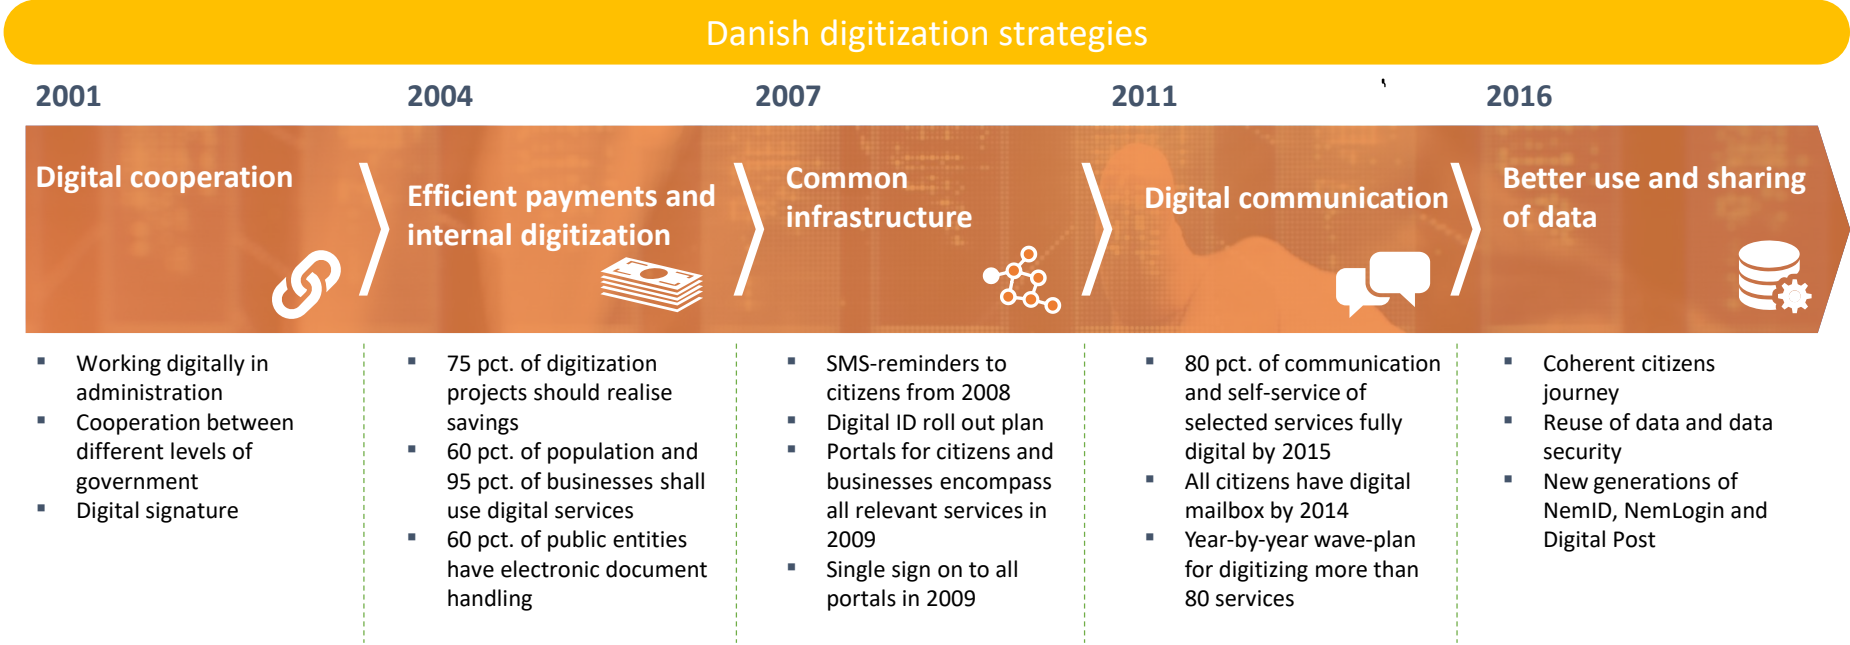 Danish digitization strategies
2001
2004
2007
2011
2016
Digital cooperation
Efficient payments and
internal digitization
Common
infrastructure
Digital communication
Better use and sharing
of data
▪ Working digitally in
administration
▪ Cooperation between
different levels of
government
▪ Digital signature
▪ 75 pct. of digitization
projects should realise
savings
▪ 60 pct. of population and
95 pct. of businesses shall
use digital services
▪ 60 pct. of public entities
have electronic document
handling
▪ SMS-reminders to
citizens from 2008
▪ Digital ID roll out plan
▪ Portals for citizens and
businesses encompass
all relevant services in
2009
▪ Single sign on to all
portals in 2009
▪ 80 pct. of communication
and self-service of
selected services fully
digital by 2015
▪ All citizens have digital
mailbox by 2014
▪ Year-by-year wave-plan
for digitizing more than
80 services
▪ Coherent citizens
journey
▪ Reuse of data and data
security
▪ New generations of
NemID, NemLogin and
Digital Post